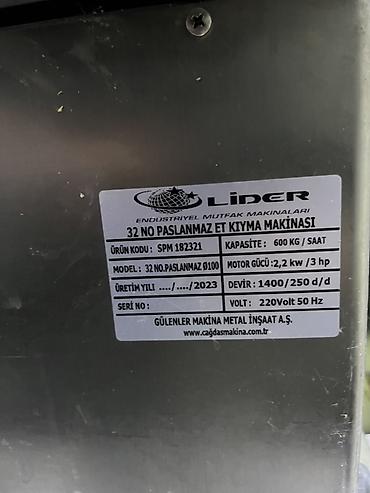 LİDER
ENDÜSTRİYEL MUTFAK MAKİNALARI
32 NO PASLANMAZ ET KIYMA MAKİNASI
ÜRÜN KODU : SPM 182321
KAPASİTE : 600 KG / SAAT
MODEL : 32 NO.PASLANMAZ Ø100
MOTOR GÜCÜ :2,2 kw /3 hp
ÜRETİM YILI ..../..../2023
DEVİR : 1400/250 d/d
SERİ NO :
VOLT : 220Volt 50 Hz
GÜLENLER MAKİNA METAL İNŞAAT A.Ş.
www.cağdasmakina.com.tr